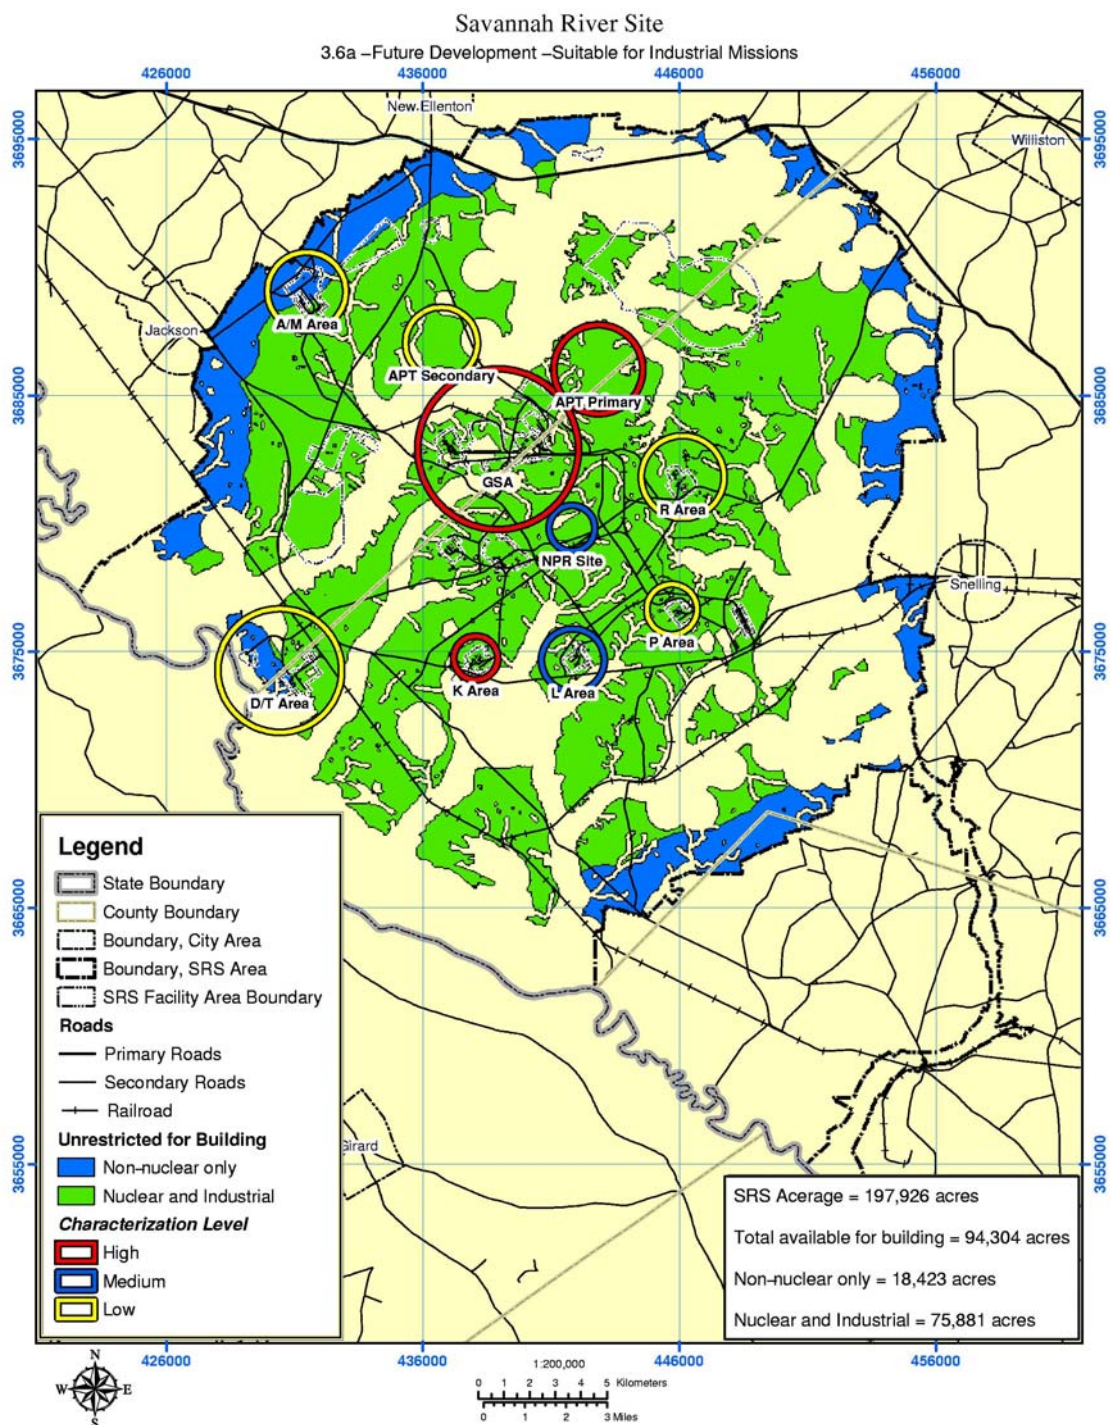 Savannah River Site
3.6a –Future Development –Suitable for Industrial Missions
426000
436000
446000
456000
New Ellenton
3695000
3695000
Williston
Jackson
A/M Area
APT Secondary
3685000
3685000
APT Primary
GSA
R Area
NPR Site
Snelling
P Area
3675000
3675000
K Area
L Area
D/T Area
Legend
State Boundary
County Boundary
Boundary, City Area
Boundary, SRS Area
SRS Facility Area Boundary
Roads
Primary Roads
Secondary Roads
Railroad
Unrestricted for Building
Non-nuclear only
Nuclear and Industrial
Characterization Level
High
Medium
Low
3665000
3665000
Girard
3655000
3655000
SRS Acerage = 197,926 acres
Total available for building = 94,304 acres
Non-nuclear only = 18,423 acres
Nuclear and Industrial = 75,881 acres
426000
436000
446000
456000
N
W
E
S
1:200,000
0 1 2 3 4 5 Kilometers
0 1 2 3 Miles